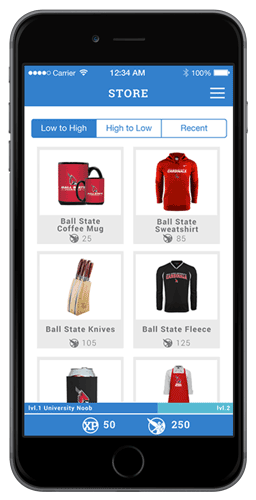 Carrier 12:34 AM 100%
STORE
Low to High High to Low Recent
BALL STATE
CARDINALS
Ball State
Coffee Mug
25
Ball State
Sweatshirt
85
Ball State Knives
105
Ball State Fleece
125
lvl.1 University Noob lvl.2
XP 50 250